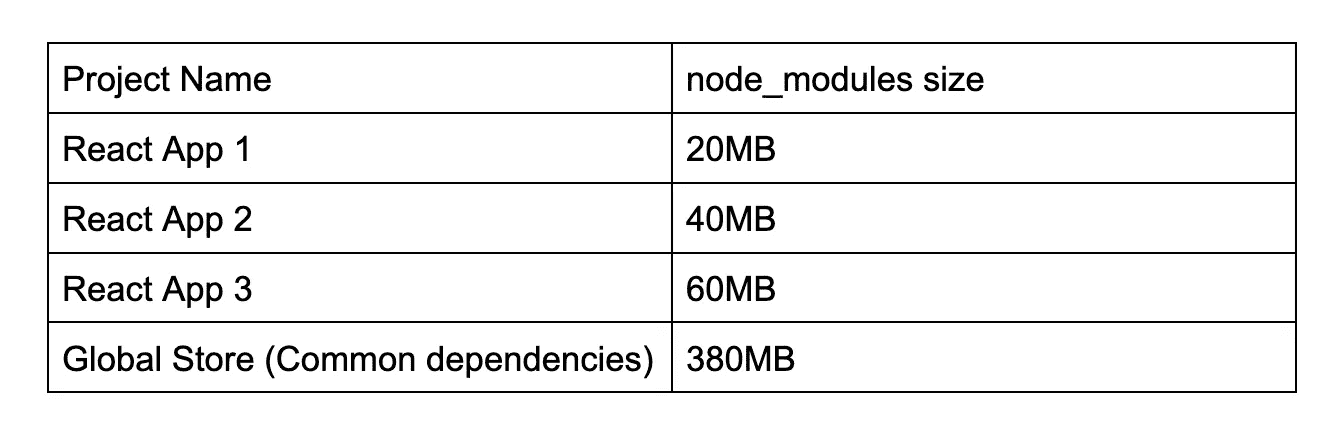 Project Name node_modules size
React App 1 20MB
React App 2 40MB
React App 3 60MB
Global Store (Common dependencies) 380MB